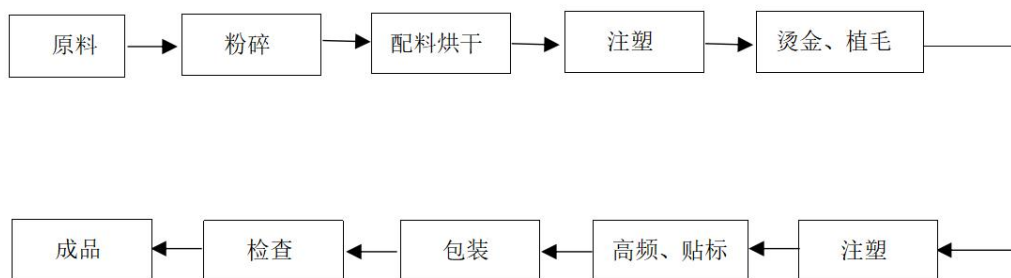 原料
粉碎
配料烘干
注塑
烫金、植毛
注塑
高频、贴标
包装
检查
成品